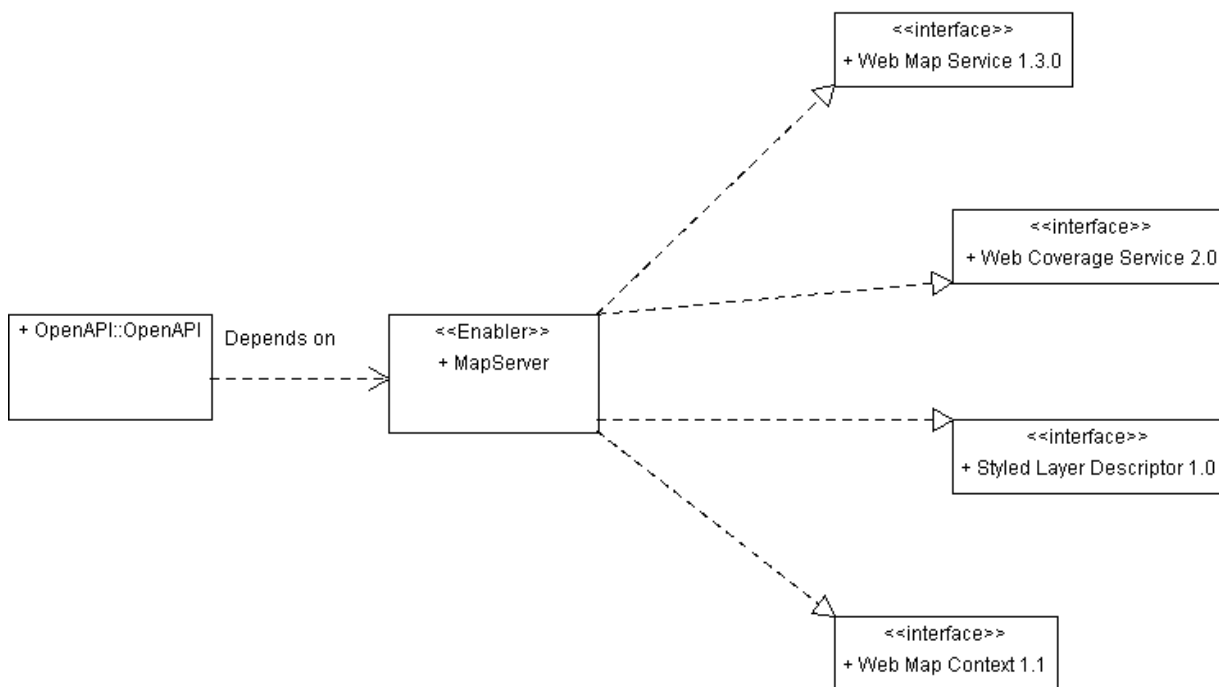 <<interface>>
+ Web Map Service 1.3.0
<<interface>>
+ Web Coverage Service 2.0
+ OpenAPI::OpenAPI
Depends on
<<Enabler>>
+ MapServer
<<interface>>
+ Styled Layer Descriptor 1.0
<<interface>>
+ Web Map Context 1.1